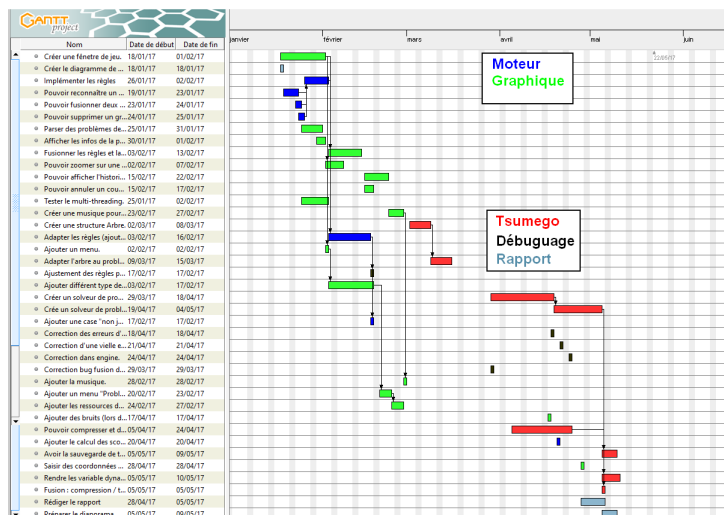 GANTT
project
Nom Date de début Date de fin
janvier février mars avril mai juin
22/05/17
Créer une fênetre de jeu. 18/01/17 01/02/17
Créer le diagramme de ... 18/01/17 18/01/17
Implémenter les règles 26/01/17 02/02/17
Pouvoir reconnaître un ... 19/01/17 23/01/17
Pouvoir fusionner deux ... 23/01/17 24/01/17
Pouvoir supprimer un gr... 24/01/17 25/01/17
Parser des problèmes de... 25/01/17 31/01/17
Afficher les infos de la p... 30/01/17 01/02/17
Fusionner les règles et la... 03/02/17 13/02/17
Pouvoir zoomer sur une ... 02/02/17 07/02/17
Pouvoir afficher l'histori... 15/02/17 22/02/17
Pouvoir annuler un cou... 15/02/17 17/02/17
Tester le multi-threading. 25/01/17 02/02/17
Créer une musique pour... 23/02/17 27/02/17
Créer une structure Arbre. 02/03/17 08/03/17
Adapter les règles (ajout... 03/02/17 16/02/17
Ajouter un menu. 02/02/17 02/02/17
Adapter l'arbre au probl... 09/03/17 15/03/17
Ajustement des règles p... 17/02/17 17/02/17
Ajouter différent type de... 03/02/17 17/02/17
Créer un solveur de pro... 29/03/17 18/04/17
Crée un solveur de probl... 19/04/17 04/05/17
Ajouter une case "non j... 17/02/17 17/02/17
Correction des erreurs d'... 18/04/17 18/04/17
Correction d'une vielle e... 21/04/17 21/04/17
Correction dans engine. 24/04/17 24/04/17
Correction bug fusion d... 29/03/17 29/03/17
Ajouter la musique. 28/02/17 28/02/17
Ajouter un menu "Probl... 20/02/17 23/02/17
Ajouter les ressources d... 24/02/17 27/02/17
Ajouter des bruits (lors d... 17/04/17 17/04/17
Pouvoir compresser et d... 05/04/17 24/04/17
Ajouter le calcul des sco... 20/04/17 20/04/17
Avoir la sauvegarde de t... 05/05/17 09/05/17
Saisir des coordonnées ... 28/04/17 28/04/17
Rendre les variable dyna... 05/05/17 10/05/17
Fusion : compression / t... 05/05/17 05/05/17
Rédiger le rapport 28/04/17 05/05/17
Préparer le diaporama. 05/05/17 09/05/17
Moteur
Graphique
Tsumego
Débuguage
Rapport